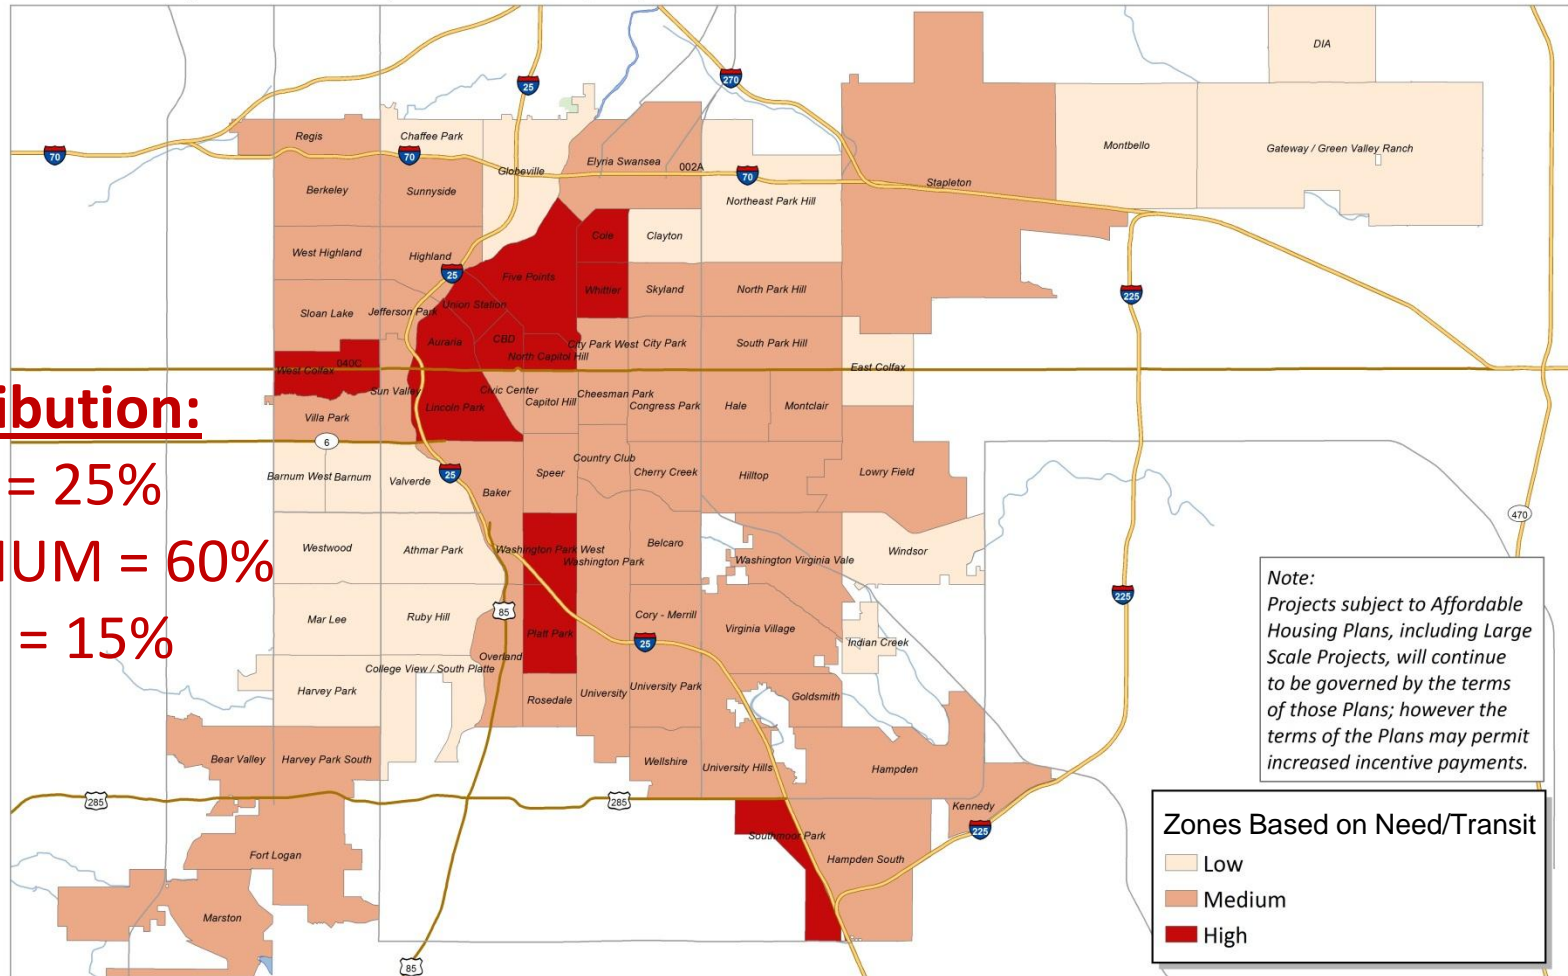 DIA
270
25
Regis
Chaffee Park
70
70
Globeville
Elyria Swansea
002A
70
Montbello
Gateway / Green Valley Ranch
Berkeley
Sunnyside
Stapleton
Northeast Park Hill
Cole
Clayton
West Highland
Highland
25
Five Points
Whittier
Skyland
North Park Hill
225
Union Station
Sloan Lake
Jefferson Park
Auraria
CBD
City Park West
City Park
South Park Hill
North Capitol Hill
040C
West Colfax
East Colfax
Sun Valley
Civic Center
Cheesman Park
Capitol Hill
Lincoln Park
Congress Park
Hale
Montclair
ibution:
Villa Park
6
Country Club
Barnum West
Barnum
Valverde
25
Speer
Cherry Creek
Hilltop
Lowry Field
= 25%
Baker
470
Westwood
Athmar Park
Washington Park West
Belcaro
Washington Park
Washington Virginia Vale
Windsor
IUM = 60%
225
Mar Lee
Ruby Hill
85
Cory - Merrill
Platt Park
25
Virginia Village
Indian Creek
= 15%
Overland
College View / South Platte
Harvey Park
Rosedale
University
University Park
Goldsmith
Note:
Projects subject to Affordable
Housing Plans, including Large
Scale Projects, will continue
to be governed by the terms
of those Plans; however the
terms of the Plans may permit
increased incentive payments.
Bear Valley
Harvey Park South
Wellshire
University Hills
Hampden
285
285
Kennedy
225
Southmoor Park
Hampden South
Fort Logan
Marston
85
Zones Based on Need/Transit
Low
Medium
High